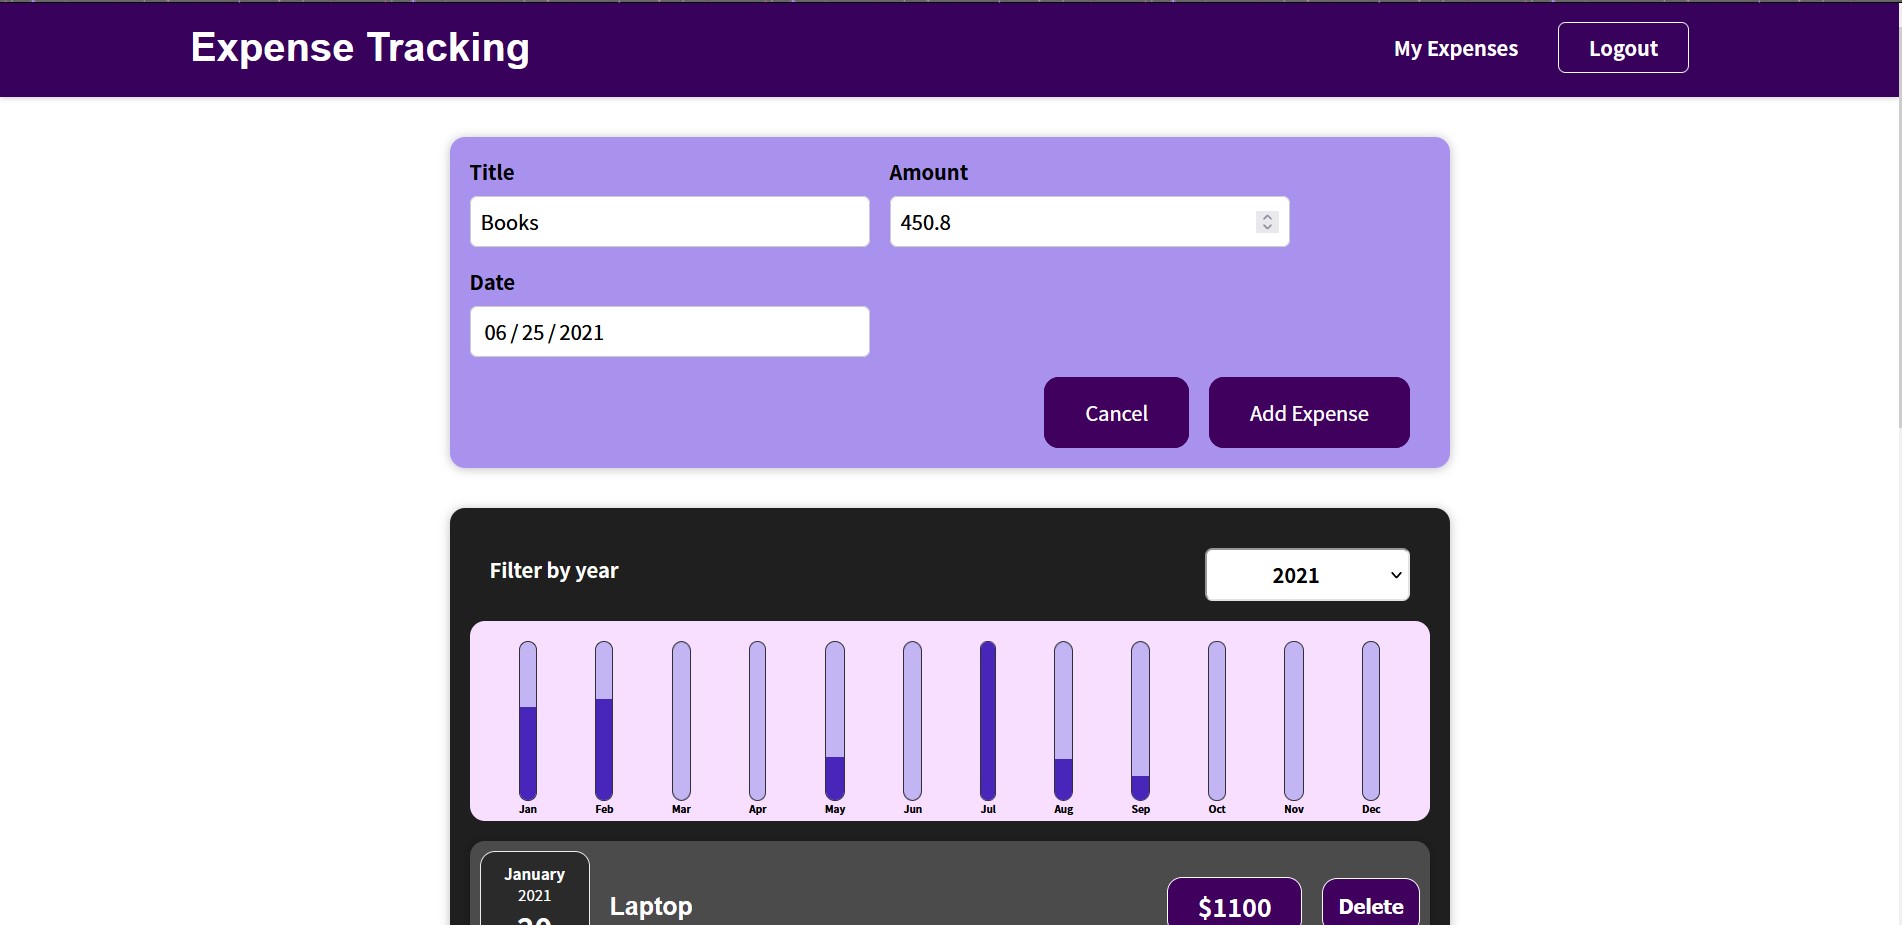 Expense Tracking
My Expenses
Logout
Title
Amount
Books
450.8
Date
06 / 25 / 2021
Cancel
Add Expense
Filter by year
2021
Jan Feb Mar Apr May Jun Jul Aug Sep Oct Nov Dec
January
2021
Laptop
$1100
Delete